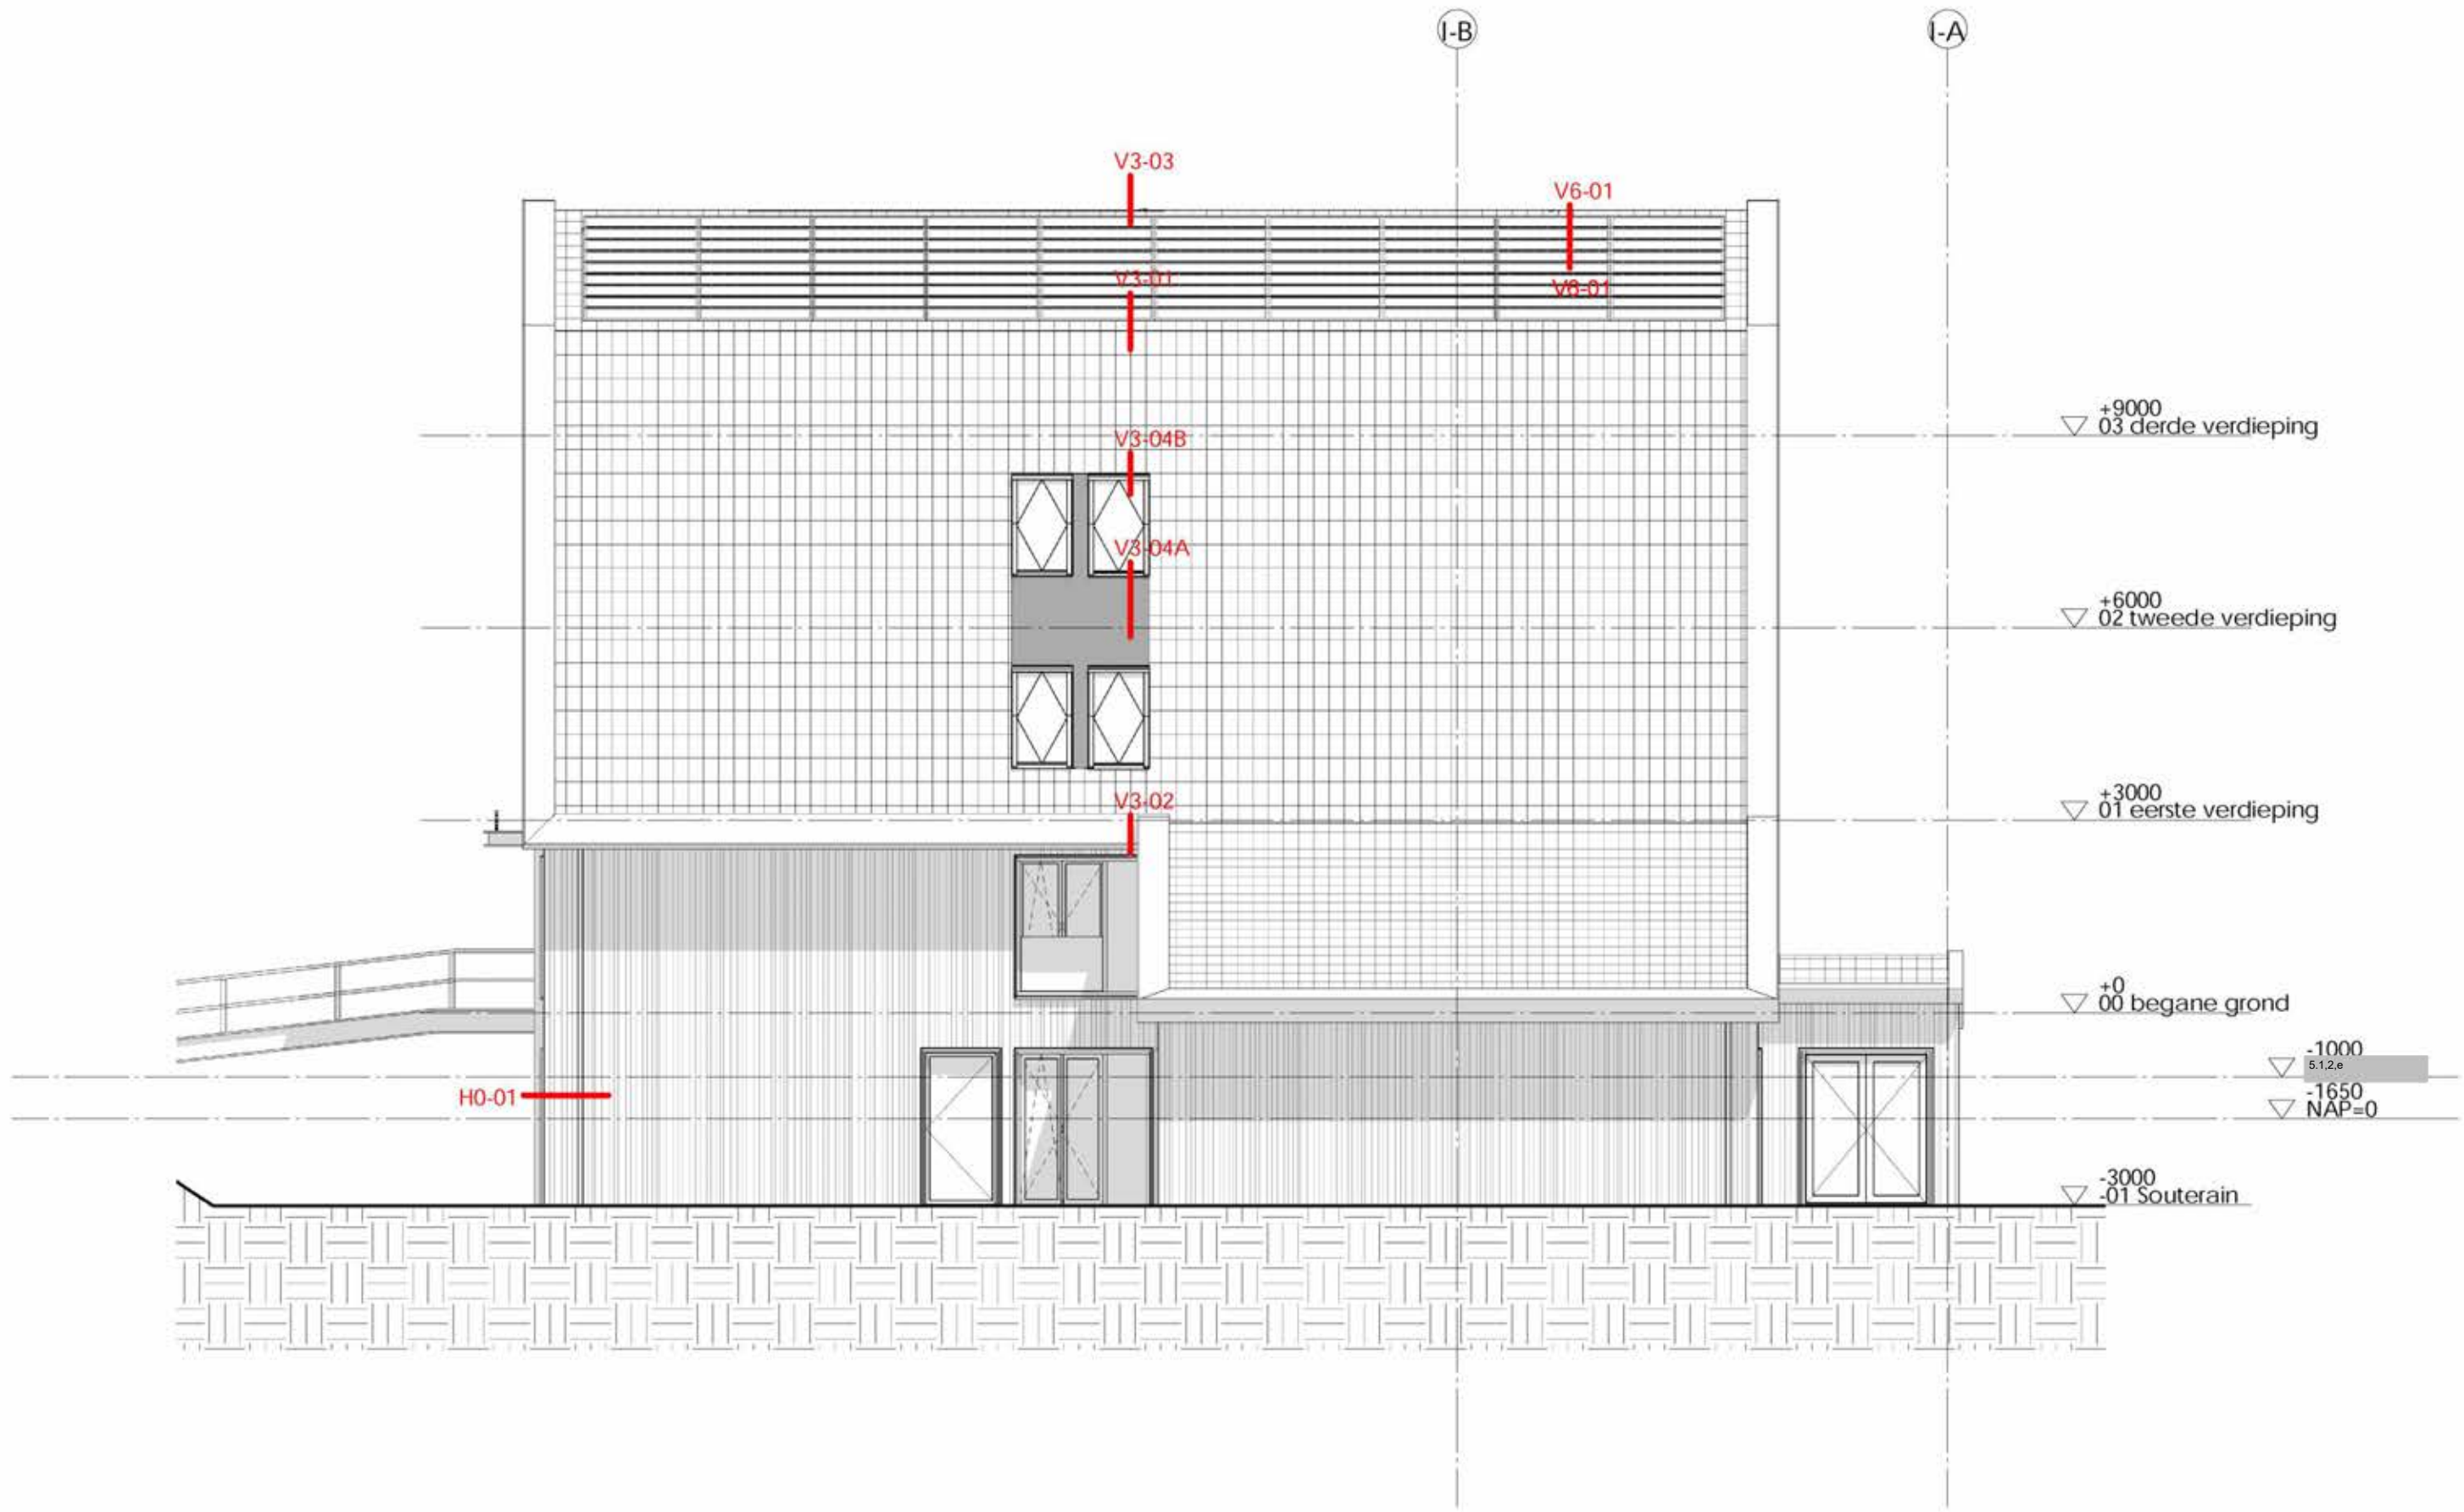 I-B
I-A
V3-03
V6-01
V3-01
V6-01
+9000
03 derde verdieping
V3-04B
V3-04A
+6000
02 tweede verdieping
+3000
01 eerste verdieping
V3-02
+0
00 begane grond
-1000
5.1,2,e
H0-01
-1650
NAP=0
-3000
-01 Souterain